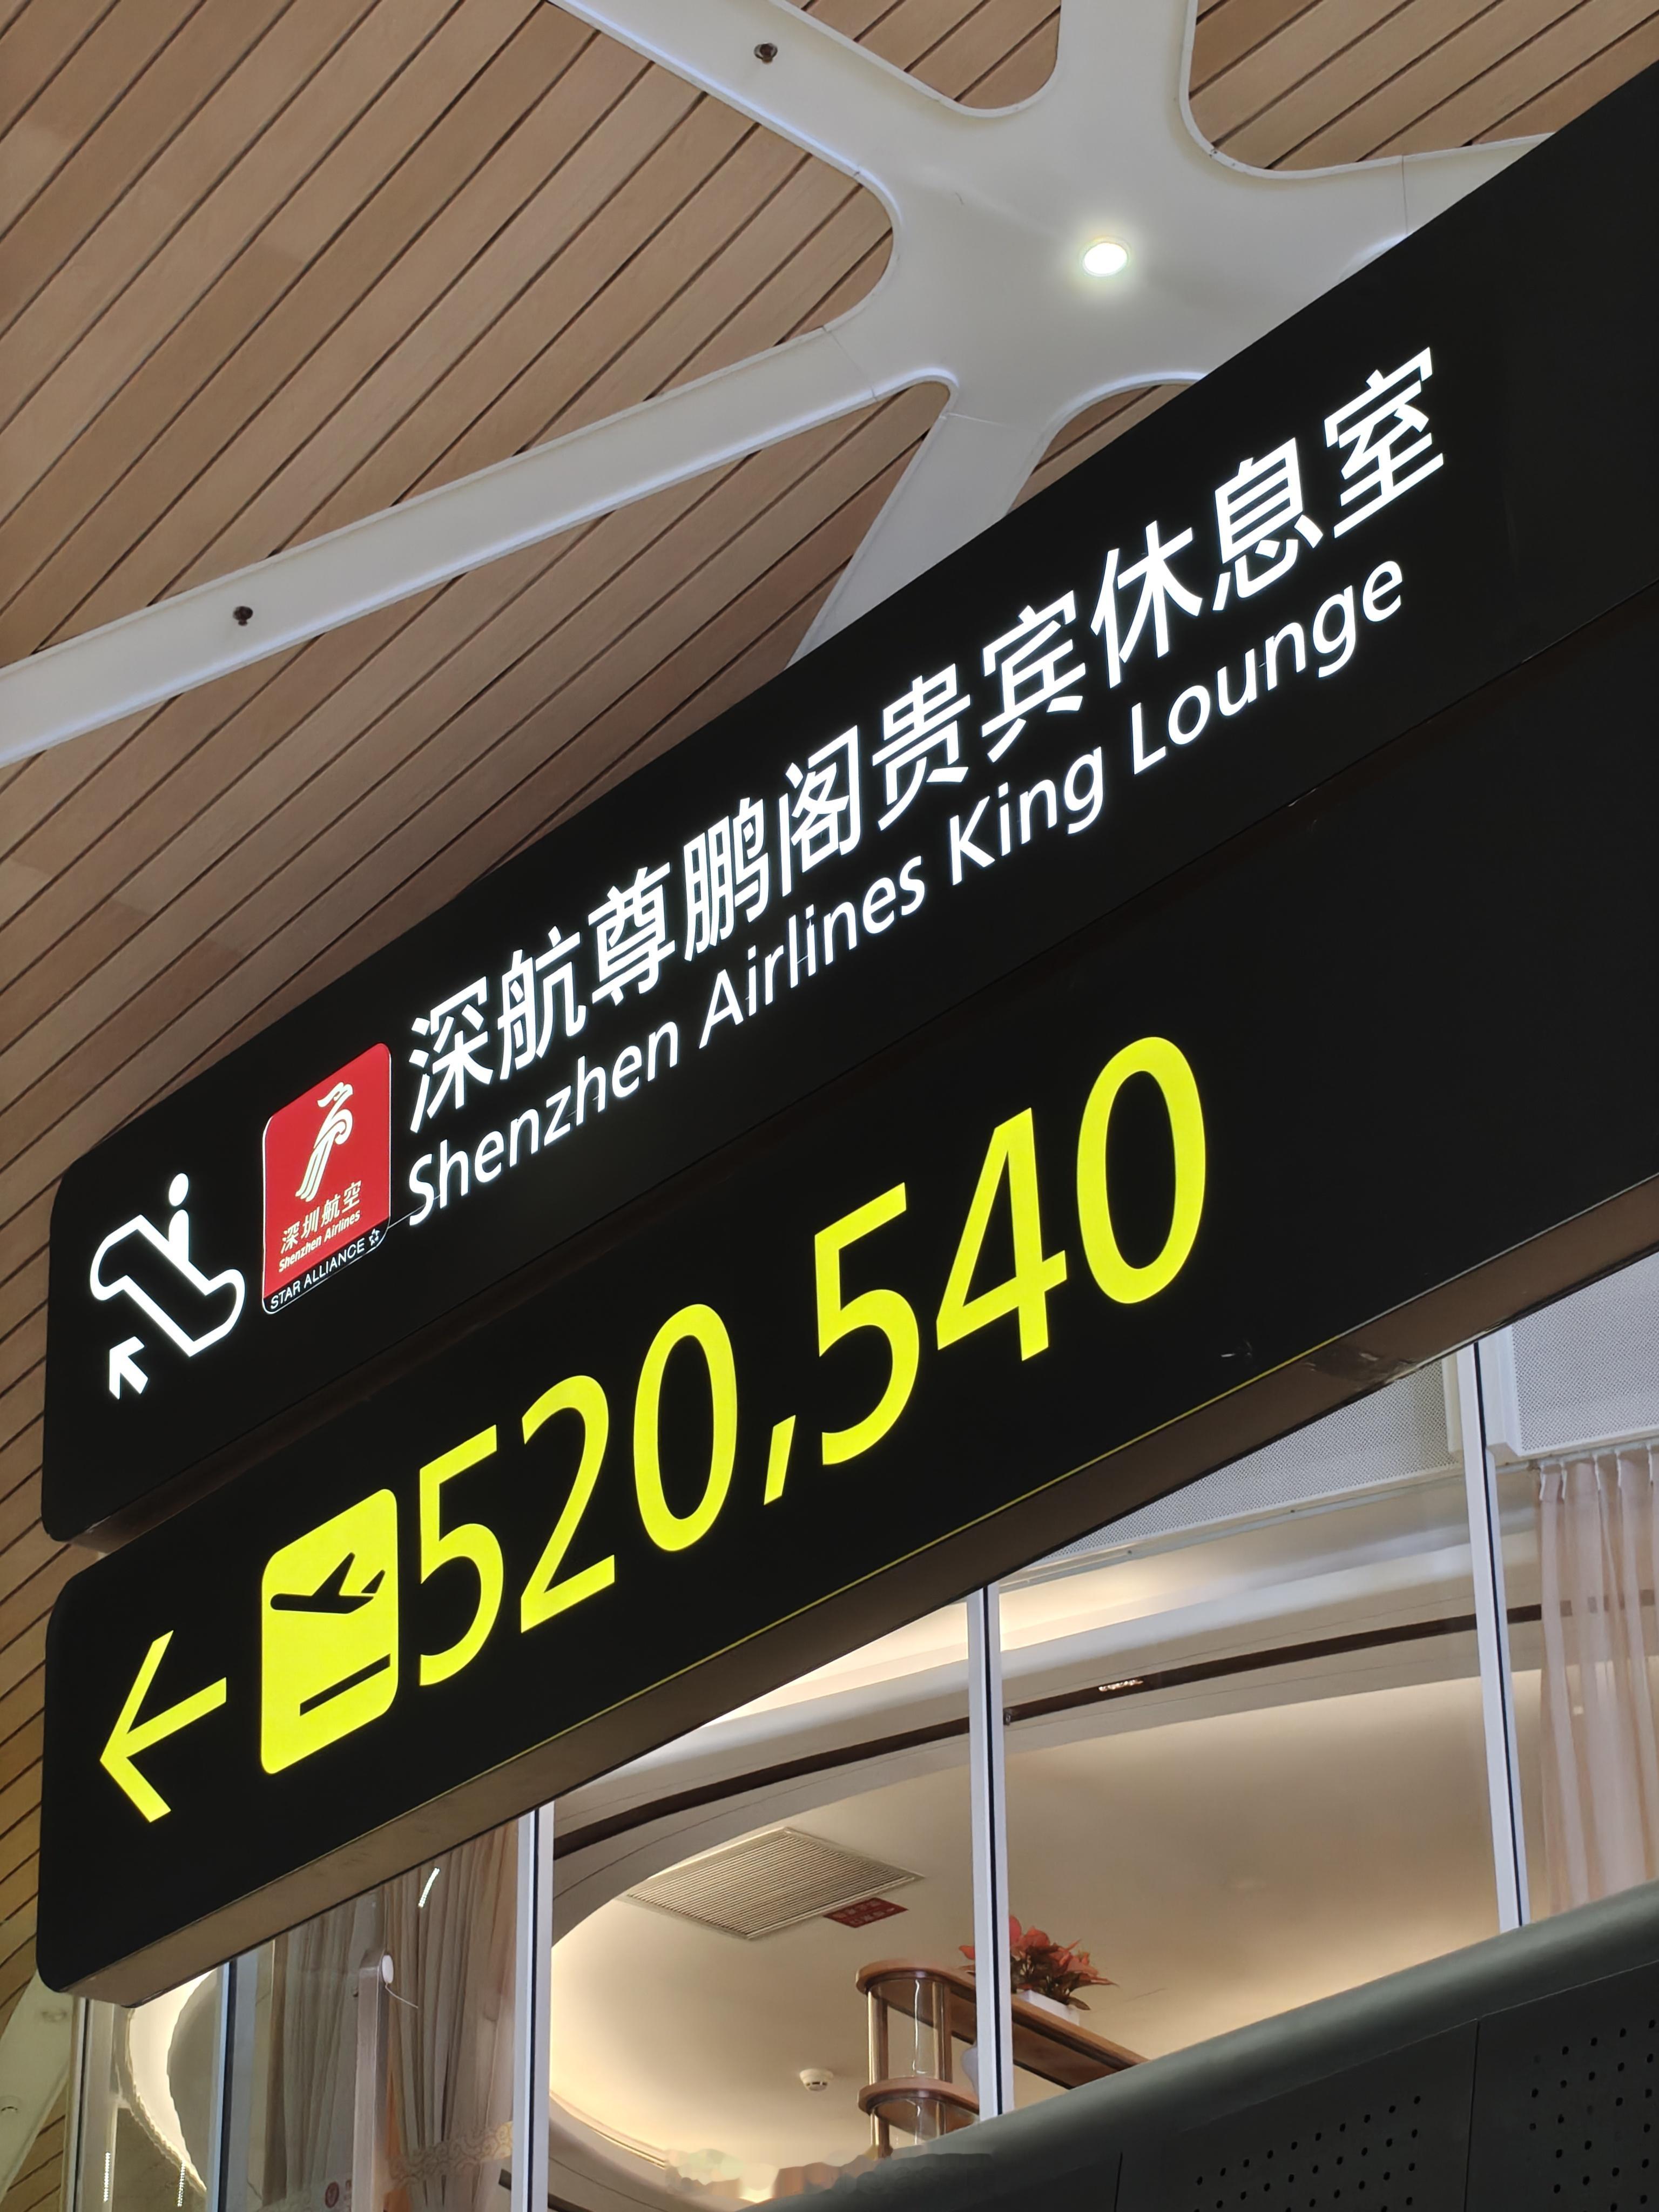 深航尊鹏阁贵宾休息室
Shenzhen Airlines King Lounge
深圳航空
Shenzhen Airlines
STAR ALLIANCE
520,540